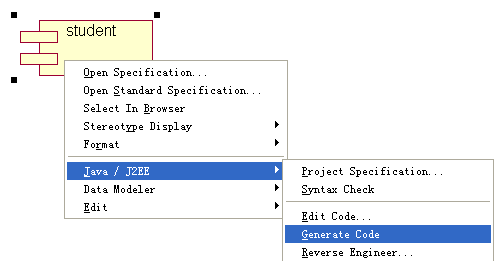 student
Open Specification...
Open Standard Specification...
Select In Browser
Stereotype Display
Format
Java / J2EE
Data Modeler
Edit
Project Specification...
Syntax Check
Edit Code...
Generate Code
Reverse Engineer...